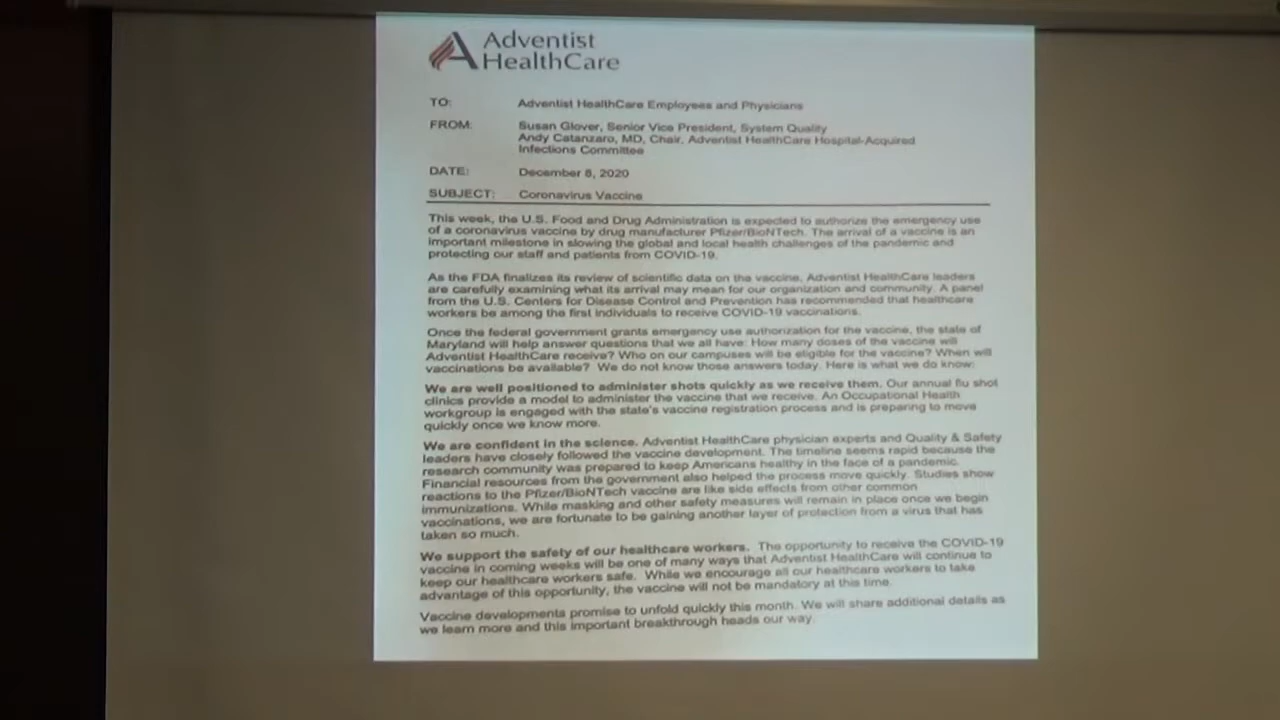 Adventist
HealthCare
TO: Adventist HealthCare Employees and Physicians
FROM: Susan Glover, Senior Vice President, System Quality
Andy Catanzaro, MD, Chair, Adventist HealthCare Hospital-Acquired
Infections Committee
DATE: December 8, 2020
SUBJECT: Coronavirus Vaccine
This week, the U.S. Food and Drug Administration is expected to authorize the emergency use
of a coronavirus vaccine by drug manufacturer Pfizer/BioNTech. The arrival of a vaccine is an
important milestone in slowing the global and local health challenges of the pandemic and
protecting our staff and patients from COVID-19.
As the FDA finalizes its review of scientific data on the vaccine, Adventist HealthCare leaders
are carefully examining what its arrival may mean for our organization and community. A panel
from the U.S. Centers for Disease Control and Prevention has recommended that healthcare
workers be among the first individuals to receive COVID-19 vaccinations.
Once the federal government grants emergency use authorization for the vaccine, the state of
Maryland will help answer questions that we all have: How many doses of the vaccine will
Adventist HealthCare receive? Who on our campuses will be eligible for the vaccine? When will
vaccinations be available? We do not know those answers today. Here is what we do know:
We are well positioned to administer shots quickly as we receive them. Our annual flu shot
clinics provide a model to administer the vaccine that we receive. An Occupational Health
workgroup is engaged with the state's vaccine registration process and is preparing to move
quickly once we know more.
We are confident in the science. Adventist HealthCare physician experts and Quality & Safety
leaders have closely followed the vaccine development. The timeline seems rapid because the
research community was prepared to keep Americans healthy in the face of a pandemic.
Financial resources from the government also helped the process move quickly. Studies show
reactions to the Pfizer/BioNTech vaccine are like side effects from other common
immunizations. While masking and other safety measures will remain in place once we begin
vaccinations, we are fortunate to be gaining another layer of protection from a virus that has
taken so much.
We support the safety of our healthcare workers. The opportunity to receive the COVID-19
vaccine in coming weeks will be one of many ways that Adventist HealthCare will continue to
keep our healthcare workers safe. While we encourage all our healthcare workers to take
advantage of this opportunity, the vaccine will not be mandatory at this time.
Vaccine developments promise to unfold quickly this month. We will share additional details as
we learn more and this important breakthrough heads our way.